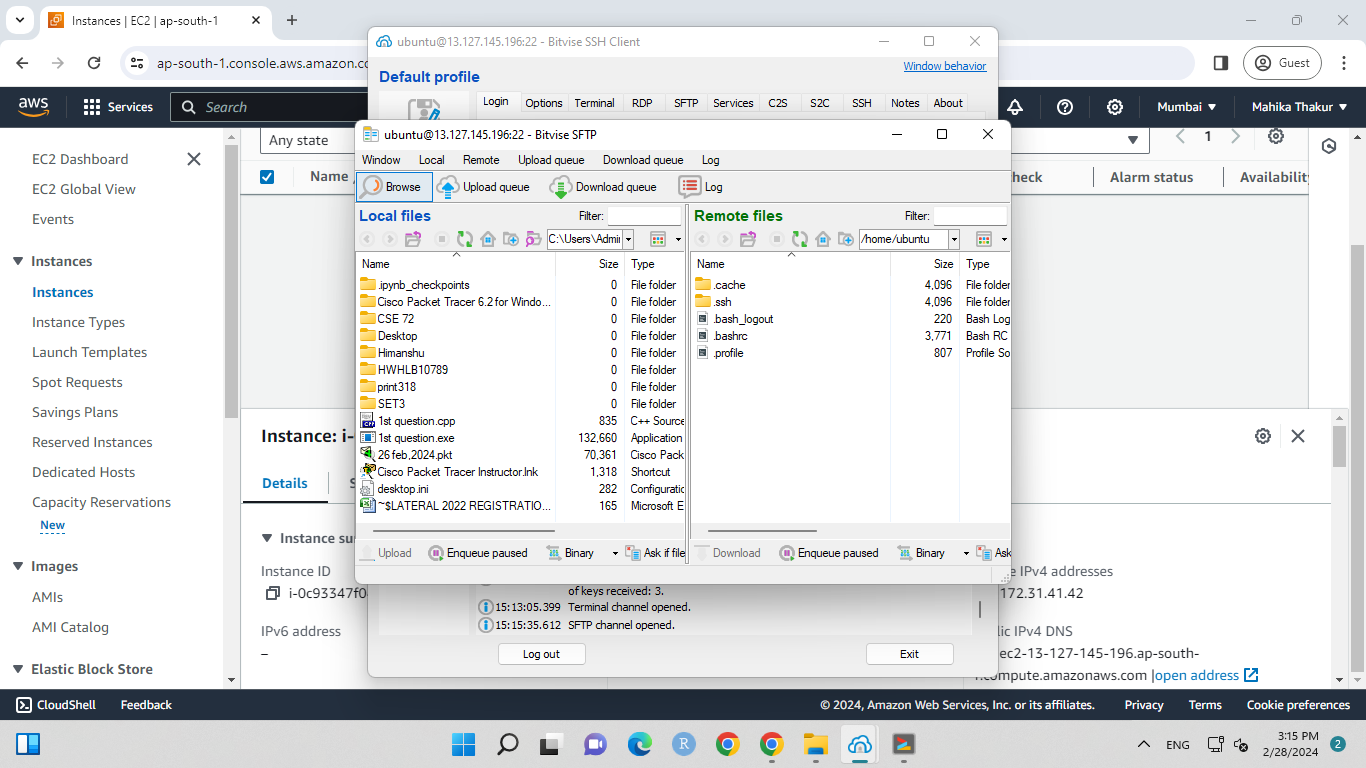 Instances | EC2 | ap-south-1
ubuntu@13.127.145.196:22 - Bitvise SSH Client
ap-south-1.console.aws.amazon.co
Guest
Window behavior
Default profile
Login Options Terminal RDP SFTP Services C2S S2C SSH Notes About
aws Services Search Mumbai Mahika Thakur
ubuntu@13.127.145.196:22 - Bitvise SFTP
Window Local Remote Upload queue Download queue Log
Browse Upload queue Download queue Log
Local files Filter:
C:\Users\Admi
Name Size Type
.ipynb_checkpoints 0 File folder
Cisco Packet Tracer 6.2 for Windo... 0 File folder
CSE 72 0 File folder
Desktop 0 File folder
Himanshu 0 File folder
HWHLB10789 0 File folder
print318 0 File folder
SET3 0 File folder
1st question.cpp 835 C++ Source
1st question.exe 132,660 Application
26 feb,2024.pkt 70,361 Cisco Pack
Cisco Packet Tracer Instructor.lnk 1,318 Shortcut
desktop.ini 282 Configuratic
~$LATERAL 2022 REGISTRATIO... 165 Microsoft E
Upload Enqueue paused Binary Ask if file
Remote files Filter:
/home/ubuntu
Name Size Type
.cache 4,096 File folder
.ssh 4,096 File folder
.bash_logout 220 Bash Log
.bashrc 3,771 Bash RC
.profile 807 Profile So
Download Enqueue paused Binary Ask
of keys received: 3.
15:13:05.399 Terminal channel opened.
15:15:35.612 SFTP channel opened.
Log out Exit
EC2 Dashboard
EC2 Global View
Events
Instances
Instances
Instance Types
Launch Templates
Spot Requests
Savings Plans
Reserved Instances
Dedicated Hosts
Capacity Reservations
New
Images
AMIs
AMI Catalog
Elastic Block Store
Any state
1
Name
heck Alarm status Availability
Instance: i-
Details S
Instance su
Instance ID
i-0c93347f0
IPv6 address
–
e IPv4 addresses
172.31.41.42
lic IPv4 DNS
ec2-13-127-145-196.ap-south-
.compute.amazonaws.com |open address
CloudShell Feedback © 2024, Amazon Web Services, Inc. or its affiliates. Privacy Terms Cookie preferences
R
ENG
3:15 PM
2/28/2024
2